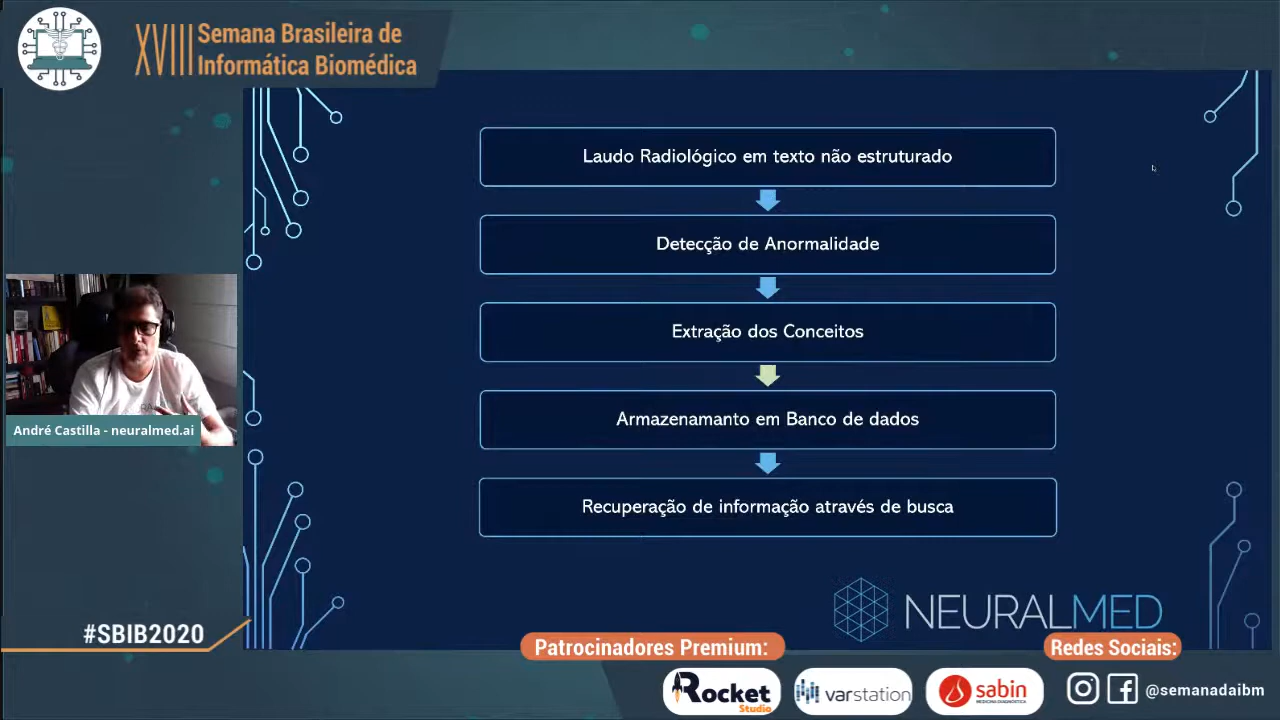 XVIII Semana Brasileira de
Informática Biomédica
Laudo Radiológico em texto não estruturado
Detecção de Anormalidade
Extração dos Conceitos
Armazenamanto em Banco de dados
Recuperação de informação através de busca
André Castilla - neuralmed.ai
NEURALMED
#SBIB2020
Patrocinadores Premium:
Redes Sociais:
Rocket
Studio
varstation
sabin
MEDICINA DIAGNÓSTICA
@semanadaibm